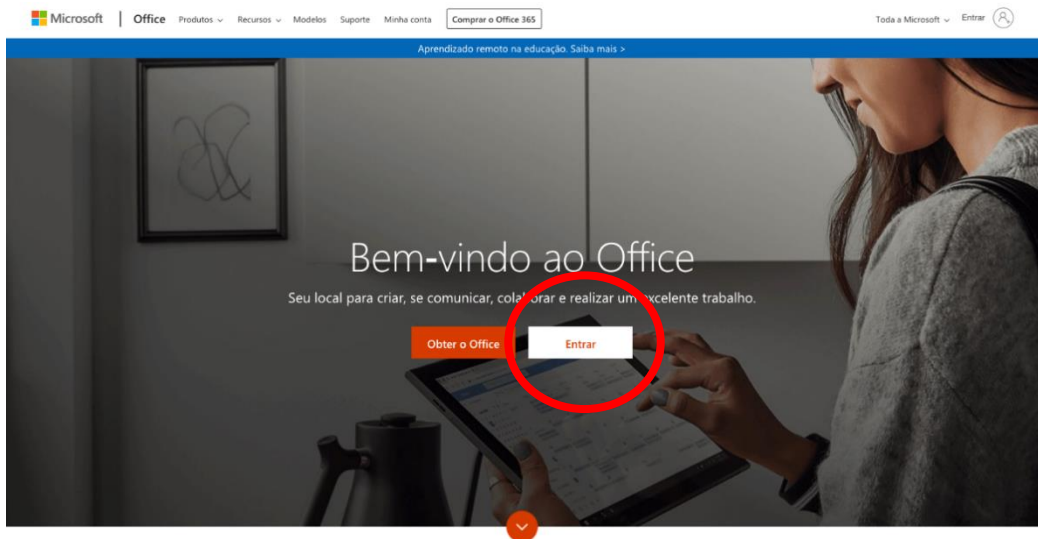 Microsoft | Office Produtos Recursos Modelos Suporte Minha conta Comprar o Office 365 Toda a Microsoft Entrar
Aprendizado remoto na educação. Saiba mais >
Bem-vindo ao Office
Seu local para criar, se comunicar, colaborar e realizar um excelente trabalho.
Obter o Office Entrar